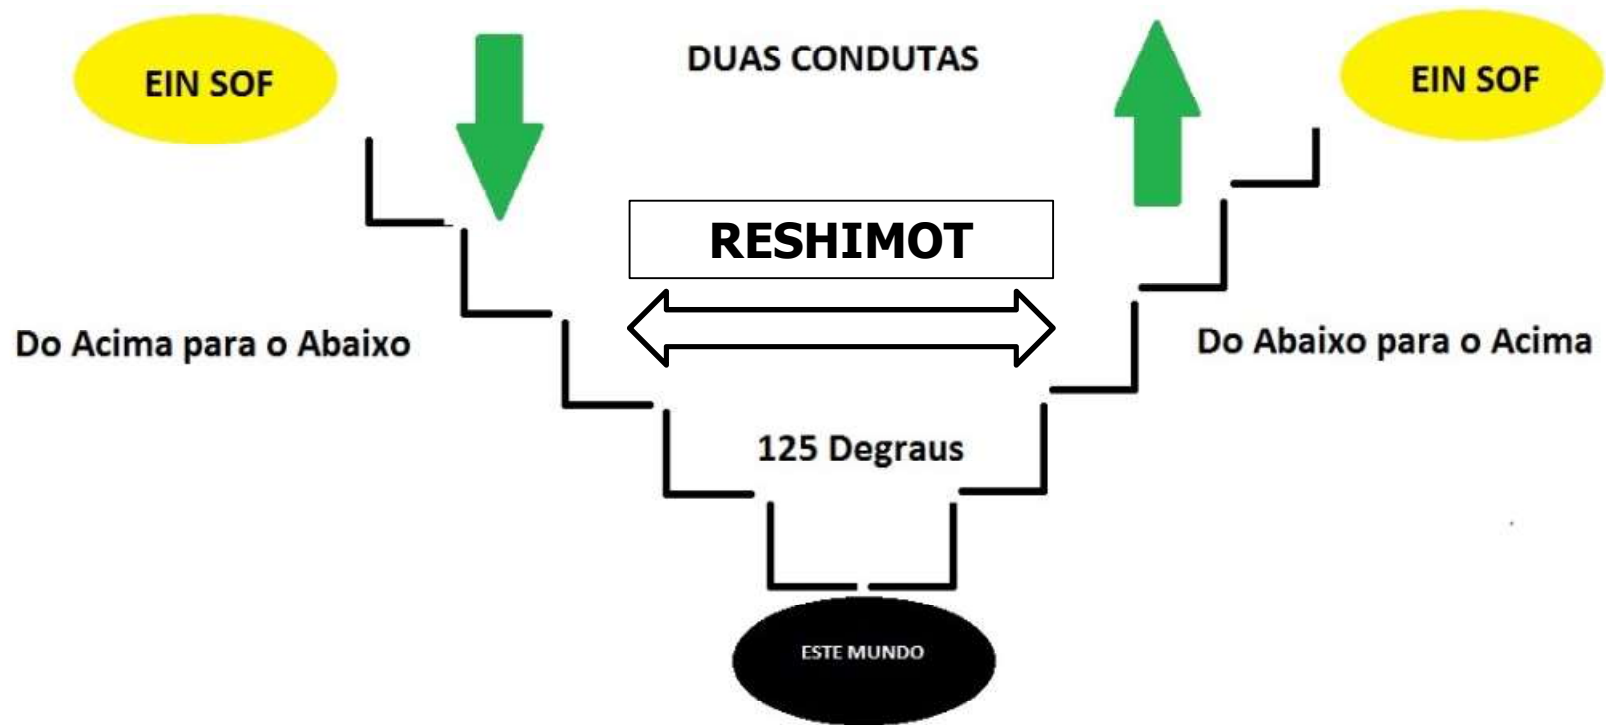 EIN SOF
DUAS CONDUTAS
EIN SOF
RESHIMOT
Do Acima para o Abaixo
Do Abaixo para o Acima
125 Degraus
ESTE MUNDO